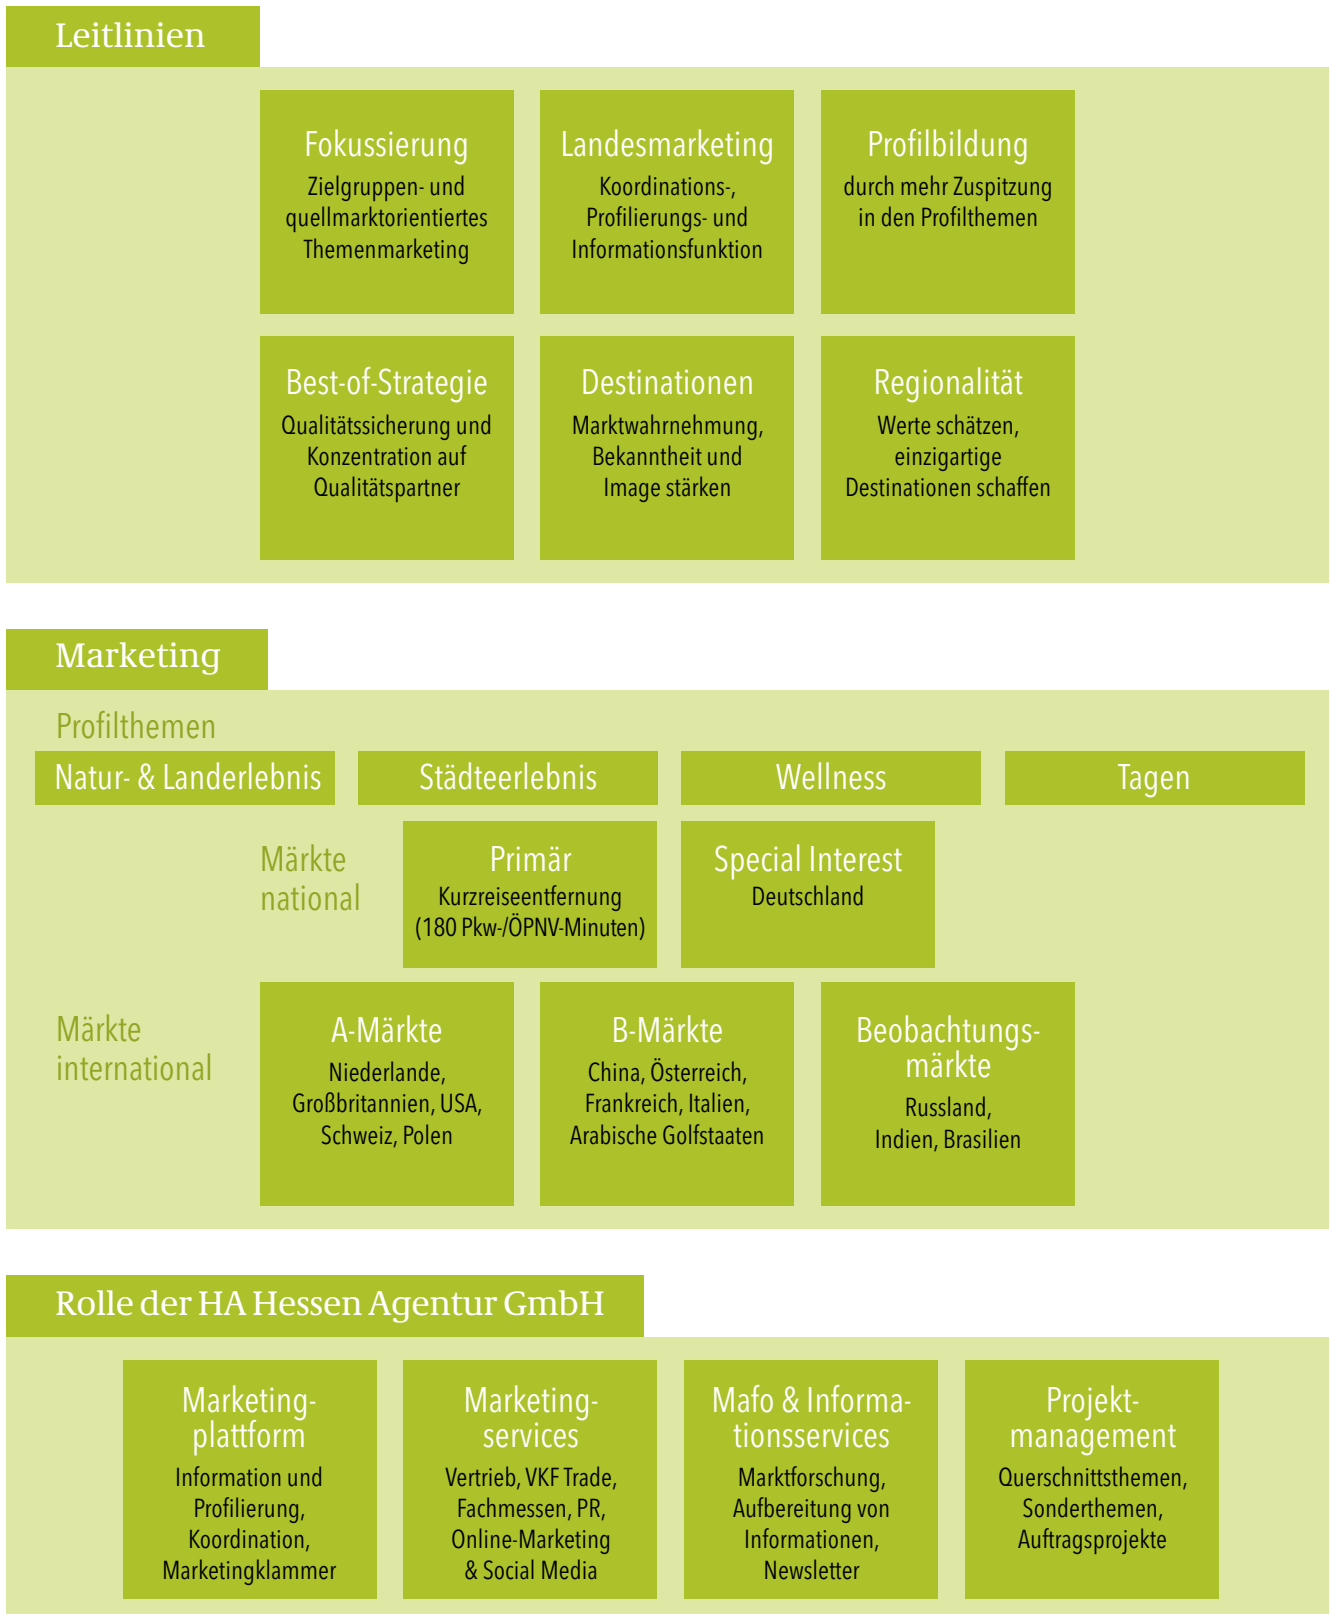 Leitlinien
Fokussierung
Zielgruppen- und
quellmarktorientiertes
Themenmarketing
Landesmarketing
Koordinations-,
Profilierungs- und
Informationsfunktion
Profilbildung
durch mehr Zuspitzung
in den Profilthemen
Best-of-Strategie
Qualitätssicherung und
Konzentration auf
Qualitätspartner
Destinationen
Marktwahrnehmung,
Bekanntheit und
Image stärken
Regionalität
Werte schätzen,
einzigartige
Destinationen schaffen
Marketing
Profilthemen
Natur- & Landerlebnis
Städteerlebnis
Wellness
Tagen
Märkte
national
Primär
Kurzreiseentfernung
(180 Pkw-/ÖPNV-Minuten)
Special Interest
Deutschland
Märkte
international
A-Märkte
Niederlande,
Großbritannien, USA,
Schweiz, Polen
B-Märkte
China, Österreich,
Frankreich, Italien,
Arabische Golfstaaten
Beobachtungs-
märkte
Russland,
Indien, Brasilien
Rolle der HA Hessen Agentur GmbH
Marketing-
plattform
Information und
Profilierung,
Koordination,
Marketingklammer
Marketing-
services
Vertrieb, VKF Trade,
Fachmessen, PR,
Online-Marketing
& Social Media
Mafo & Informa-
tionsservices
Marktforschung,
Aufbereitung von
Informationen,
Newsletter
Projekt-
management
Querschnittsthemen,
Sonderthemen,
Auftragsprojekte